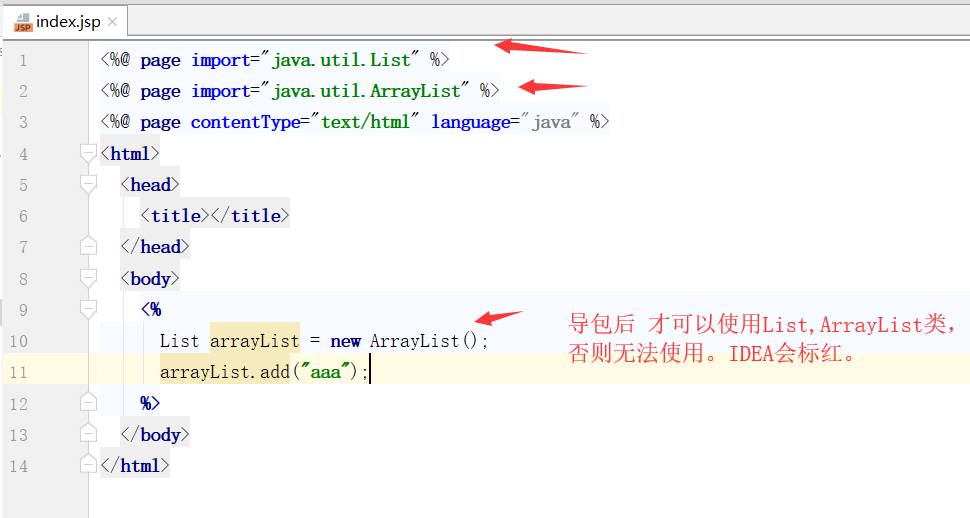 JSP index.jsp
1 <%@ page import="java.util.List" %>
2 <%@ page import="java.util.ArrayList" %>
3 <%@ page contentType="text/html" language="java" %>
4 <html>
5 <head>
6 <title></title>
7 </head>
8 <body>
9 <%
10 List arrayList = new ArrayList();
导包后 才可以使用List,ArrayList类，
否则无法使用。IDEA会标红。
11 arrayList.add("aaa");
12 %>
13 </body>
14 </html>